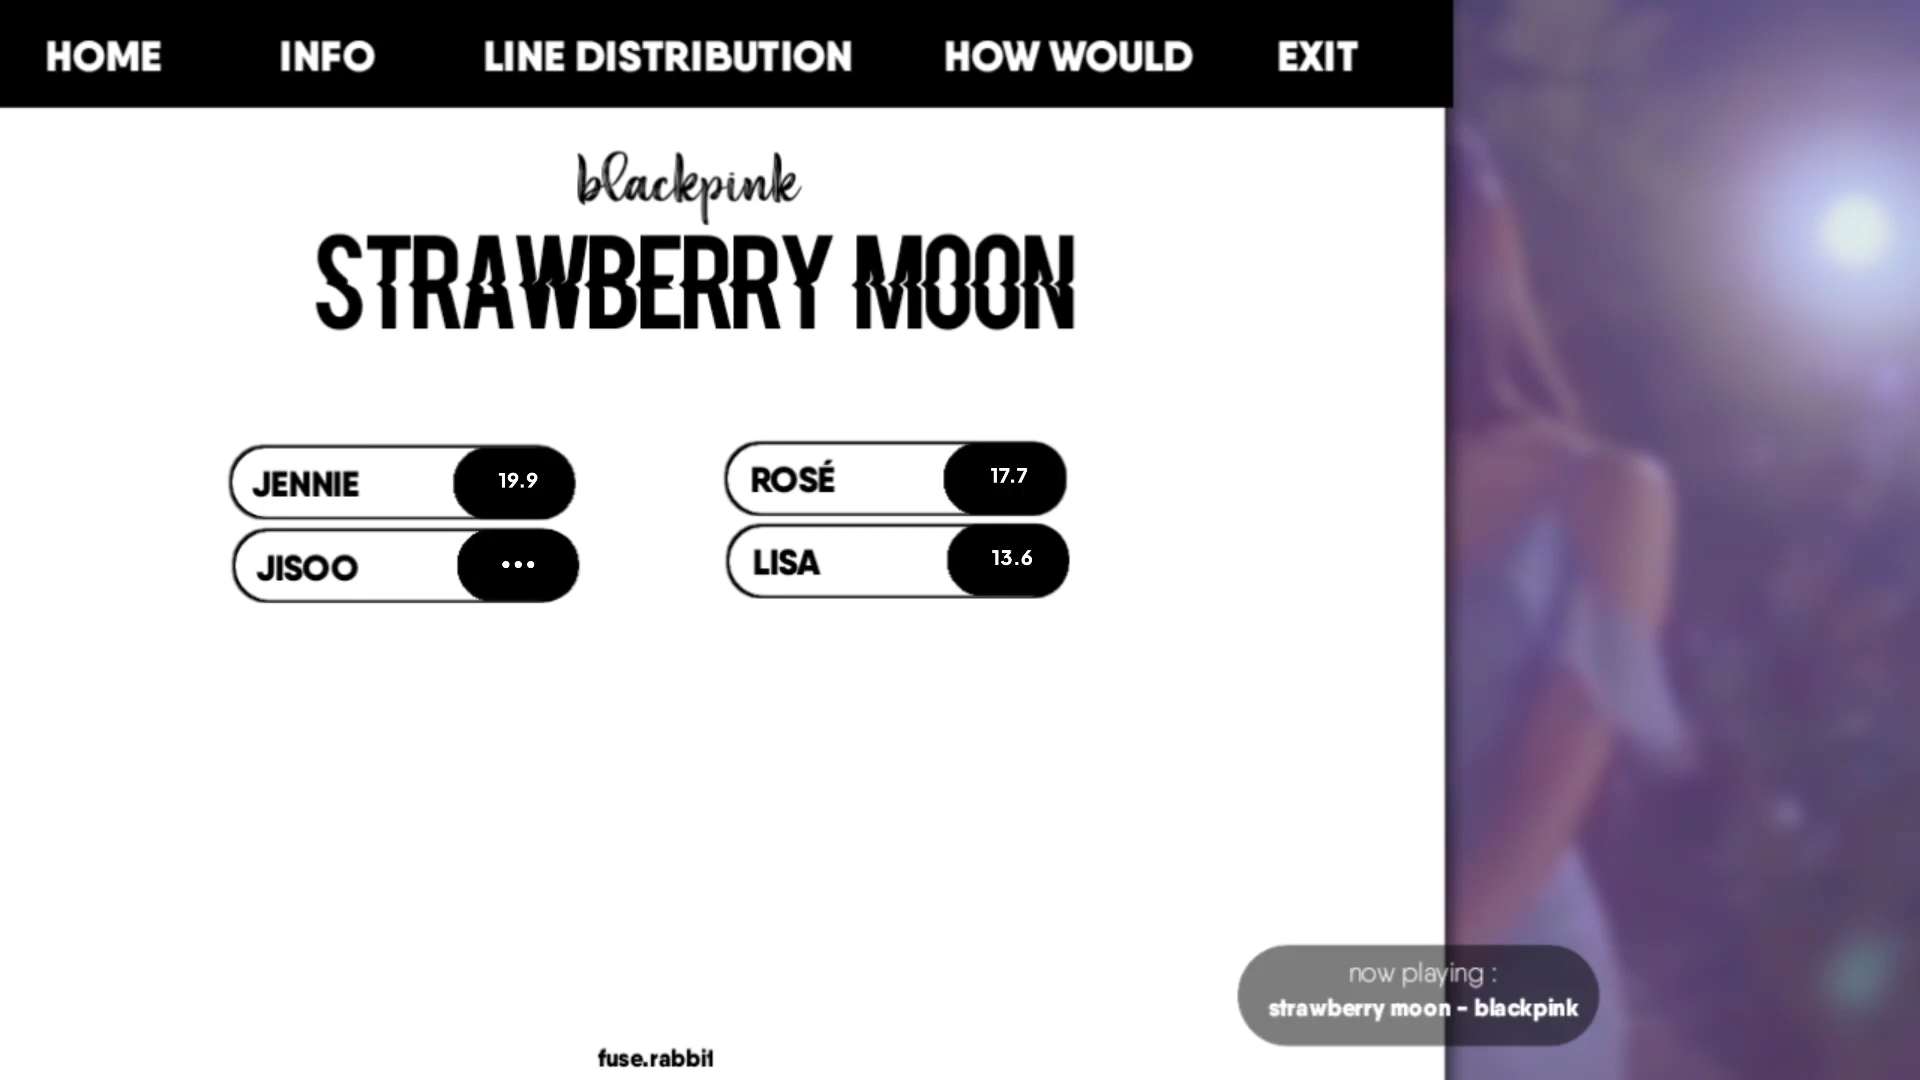 HOME INFO LINE DISTRIBUTION HOW WOULD EXIT
blackpink
STRAWBERRY MOON
JENNIE 19.9
ROSÉ 17.7
JISOO •••
LISA 13.6
now playing :
strawberry moon - blackpink
fuse.rabbit